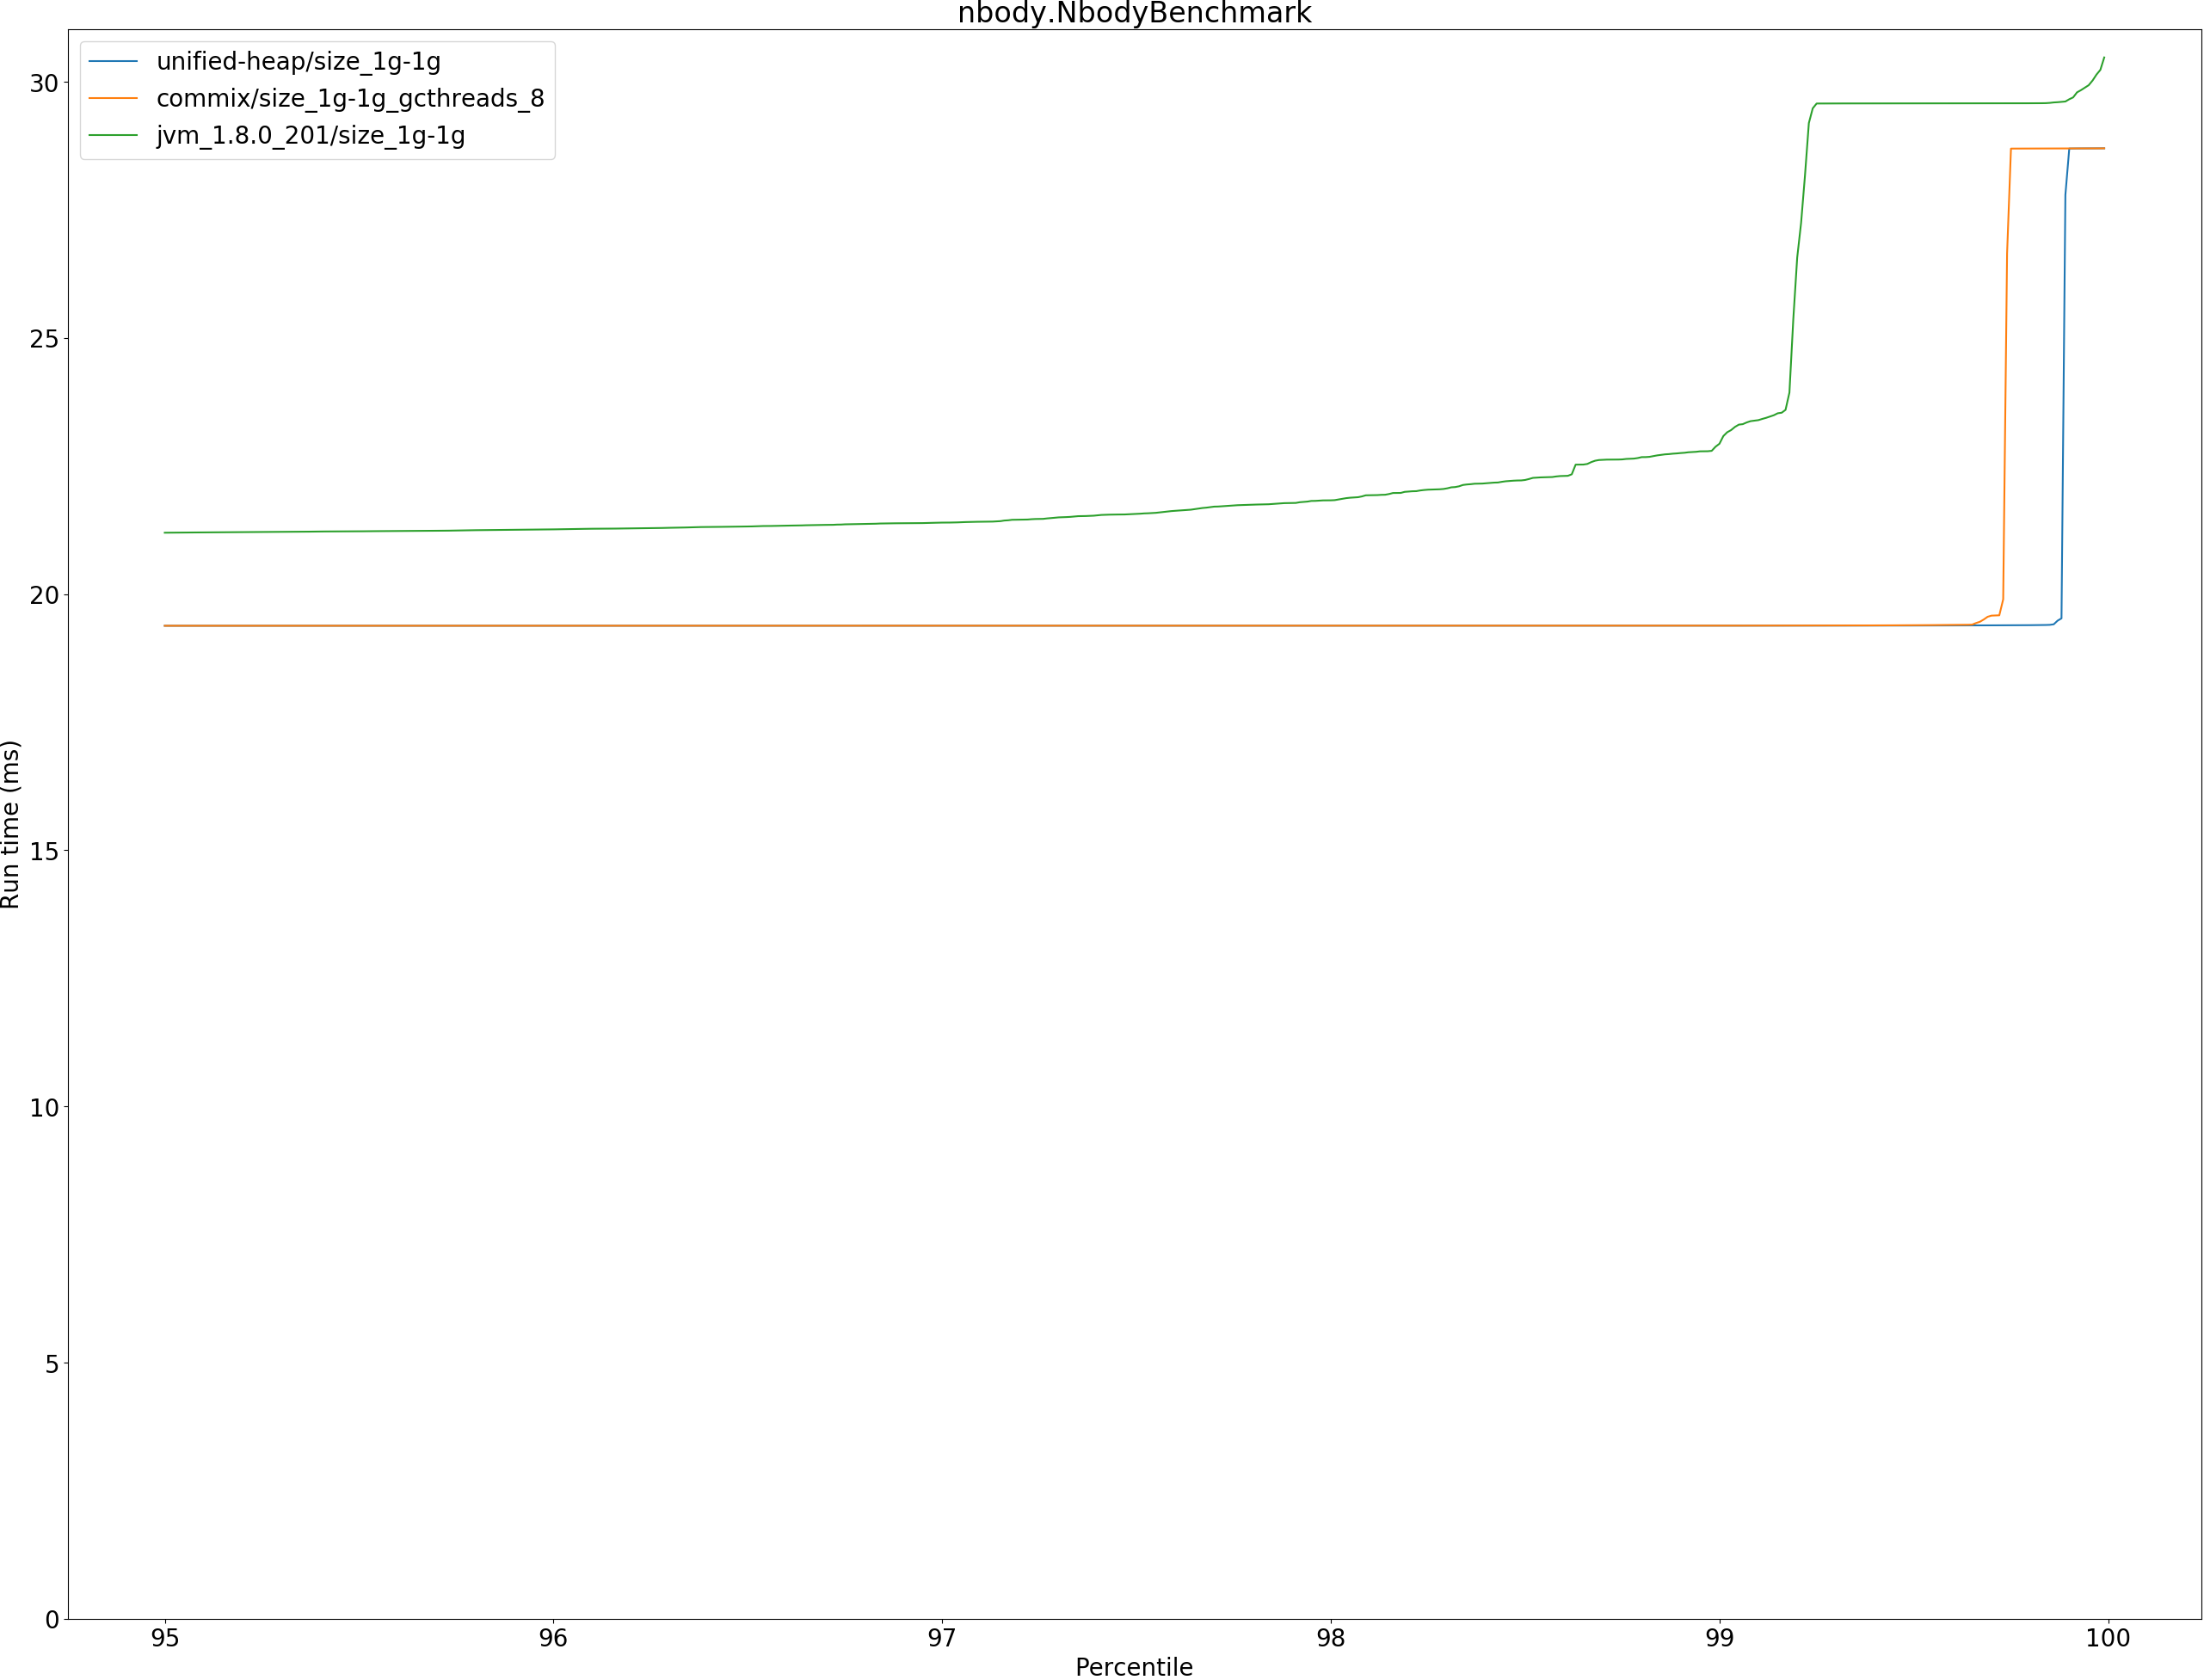 nbody.NbodyBenchmark
unified-heap/size_1g-1g
commix/size_1g-1g_gcthreads_8
jvm_1.8.0_201/size_1g-1g
30
25
20
15
10
5
0
Run time (ms)
95 96 97 98 99 100
Percentile